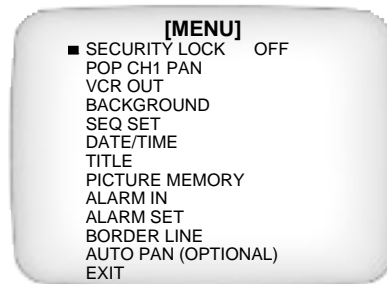 [MENU]
SECURITY LOCK OFF
POP CH1 PAN
VCR OUT
BACKGROUND
SEQ SET
DATE/TIME
TITLE
PICTURE MEMORY
ALARM IN
ALARM SET
BORDER LINE
AUTO PAN (OPTIONAL)
EXIT